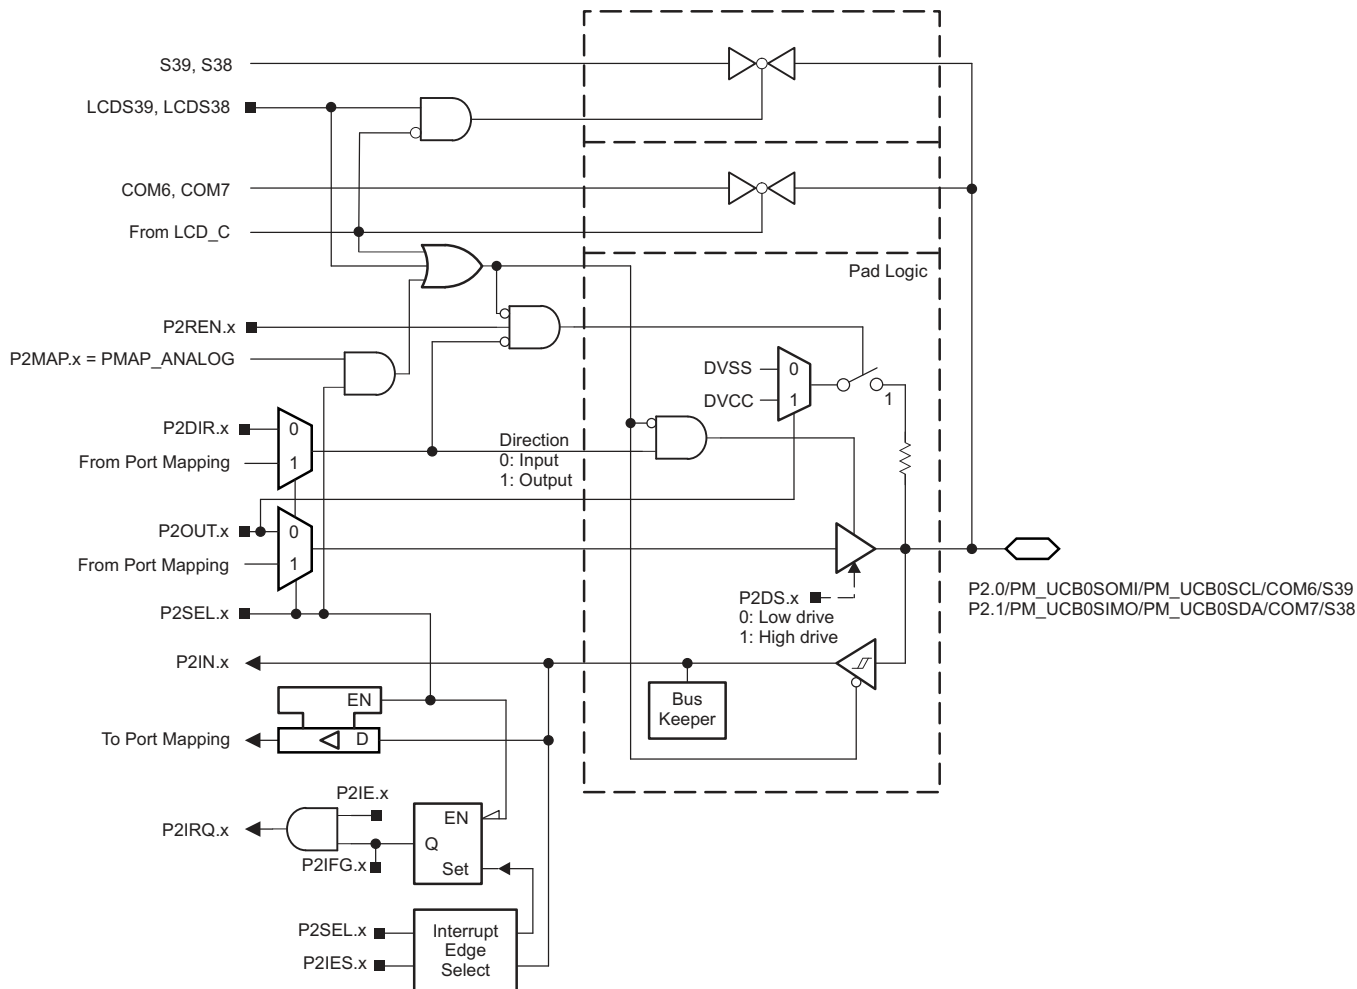 S39, S38
LCDS39, LCDS38
COM6, COM7
From LCD_C
Pad Logic
P2REN.x
P2MAP.x = PMAP_ANALOG
DVSS
0
DVCC
1
1
P2DIR.x
0
From Port Mapping
1
Direction
0: Input
1: Output
P2OUT.x
0
From Port Mapping
1
P2SEL.x
P2DS.x
0: Low drive
1: High drive
P2.0/PM_UCB0SOMI/PM_UCB0SCL/COM6/S39
P2.1/PM_UCB0SIMO/PM_UCB0SDA/COM7/S38
P2IN.x
EN
Bus
Keeper
To Port Mapping
D
P2IE.x
EN
P2IRQ.x
Q
P2IFG.x
Set
P2SEL.x
P2IES.x
Interrupt
Edge
Select